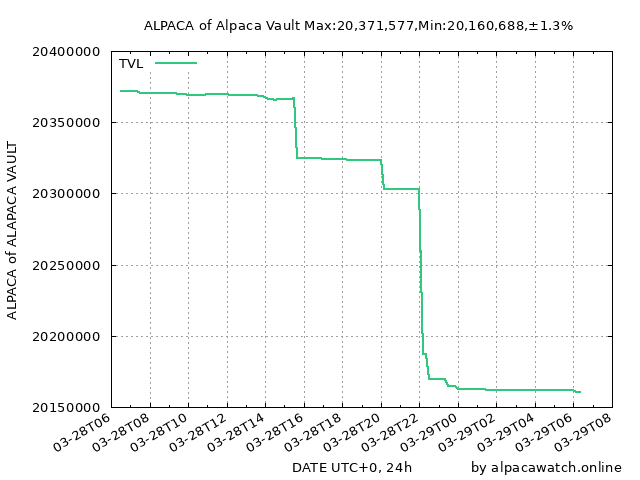 ALPACA of Alpaca Vault Max:20,371,577,Min:20,160,688,±1.3%
TVL
ALPACA of ALAPACA VAULT
20400000
20350000
20300000
20250000
20200000
20150000
03-28T06
03-28T08
03-28T10
03-28T12
03-28T14
03-28T16
03-28T18
03-28T20
03-28T22
03-29T00
03-29T02
03-29T04
03-29T06
03-29T08
DATE UTC+0, 24h
by alpacawatch.online